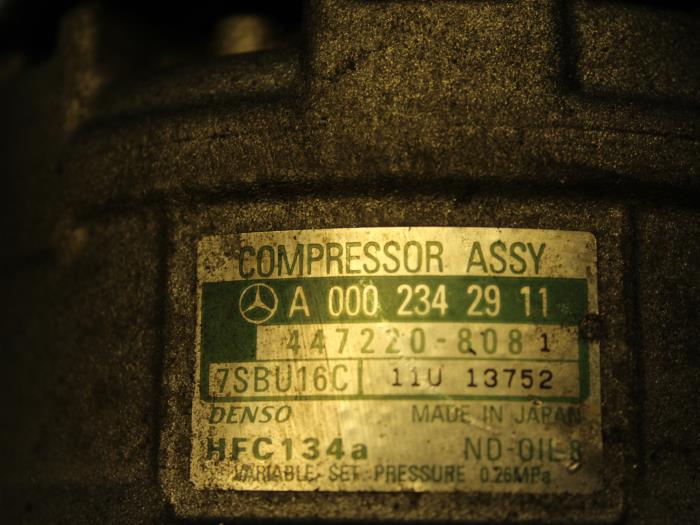 COMPRESSOR ASSY
A 000 234 29 11
447220-8081
7SBU16C 11U 13752
DENSO MADE IN JAPAN
HFC134a ND-OIL8
VARIABLE-SET PRESSURE 0.26MPa